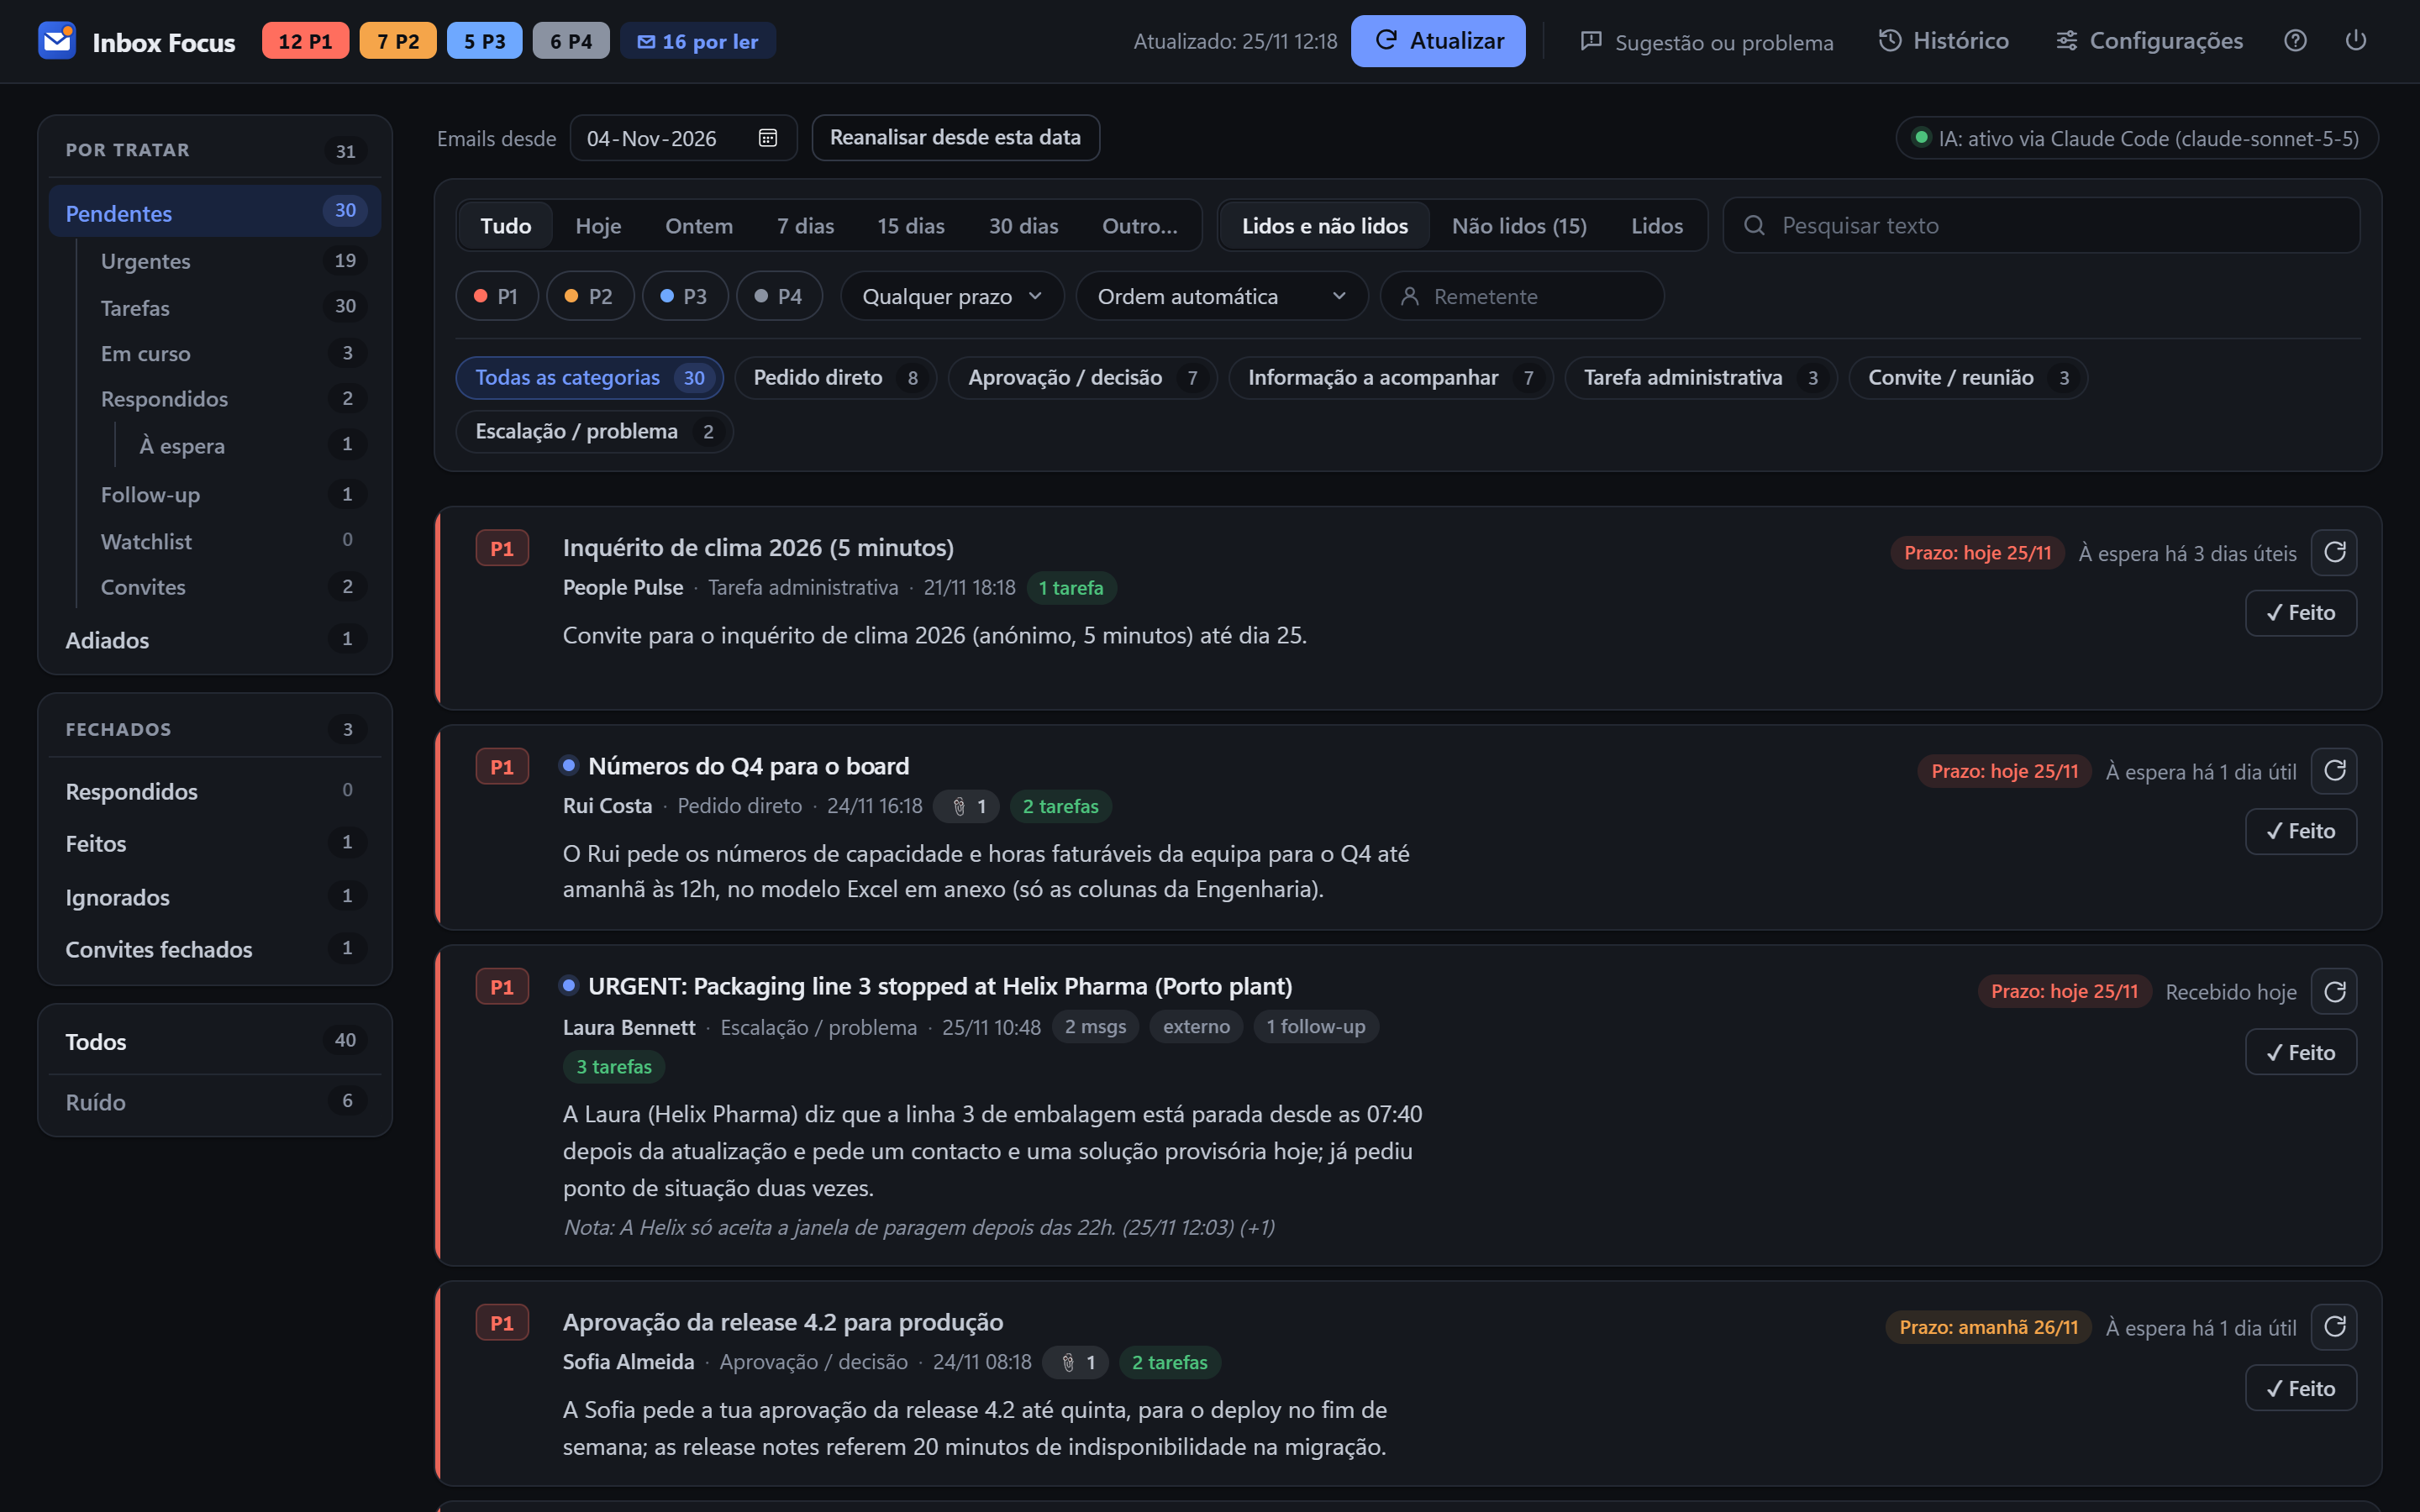 Inbox Focus 12 P1 7 P2 5 P3 6 P4 16 por ler Atualizado: 25/11 12:18 Atualizar Sugestão ou problema Histórico Configurações
POR TRATAR 31
Pendentes 30
Urgentes 19
Tarefas 30
Em curso 3
Respondidos 2
À espera 1
Follow-up 1
Watchlist 0
Convites 2
Adiados 1
FECHADOS 3
Respondidos 0
Feitos 1
Ignorados 1
Convites fechados 1
Todos 40
Ruído 6
Emails desde 04-Nov-2026 Reanalisar desde esta data IA: ativo via Claude Code (claude-sonnet-5-5)
Tudo Hoje Ontem 7 dias 15 dias 30 dias Outro... Lidos e não lidos Não lidos (15) Lidos Pesquisar texto
P1 P2 P3 P4 Qualquer prazo Ordem automática Remetente
Todas as categorias 30 Pedido direto 8 Aprovação / decisão 7 Informação a acompanhar 7 Tarefa administrativa 3 Convite / reunião 3
Escalação / problema 2
P1 Inquérito de clima 2026 (5 minutos) Prazo: hoje 25/11 À espera há 3 dias úteis
People Pulse · Tarefa administrativa · 21/11 18:18 1 tarefa
✓ Feito
Convite para o inquérito de clima 2026 (anónimo, 5 minutos) até dia 25.
P1 Números do Q4 para o board Prazo: hoje 25/11 À espera há 1 dia útil
Rui Costa · Pedido direto · 24/11 16:18 1 2 tarefas
✓ Feito
O Rui pede os números de capacidade e horas faturáveis da equipa para o Q4 até
amanhã às 12h, no modelo Excel em anexo (só as colunas da Engenharia).
P1 URGENT: Packaging line 3 stopped at Helix Pharma (Porto plant) Prazo: hoje 25/11 Recebido hoje
Laura Bennett · Escalação / problema · 25/11 10:48 2 msgs externo 1 follow-up
✓ Feito
3 tarefas
A Laura (Helix Pharma) diz que a linha 3 de embalagem está parada desde as 07:40
depois da atualização e pede um contacto e uma solução provisória hoje; já pediu
ponto de situação duas vezes.
Nota: A Helix só aceita a janela de paragem depois das 22h. (25/11 12:03) (+1)
P1 Aprovação da release 4.2 para produção Prazo: amanhã 26/11 À espera há 1 dia útil
Sofia Almeida · Aprovação / decisão · 24/11 08:18 1 2 tarefas
✓ Feito
A Sofia pede a tua aprovação da release 4.2 até quinta, para o deploy no fim de
semana; as release notes referem 20 minutos de indisponibilidade na migração.